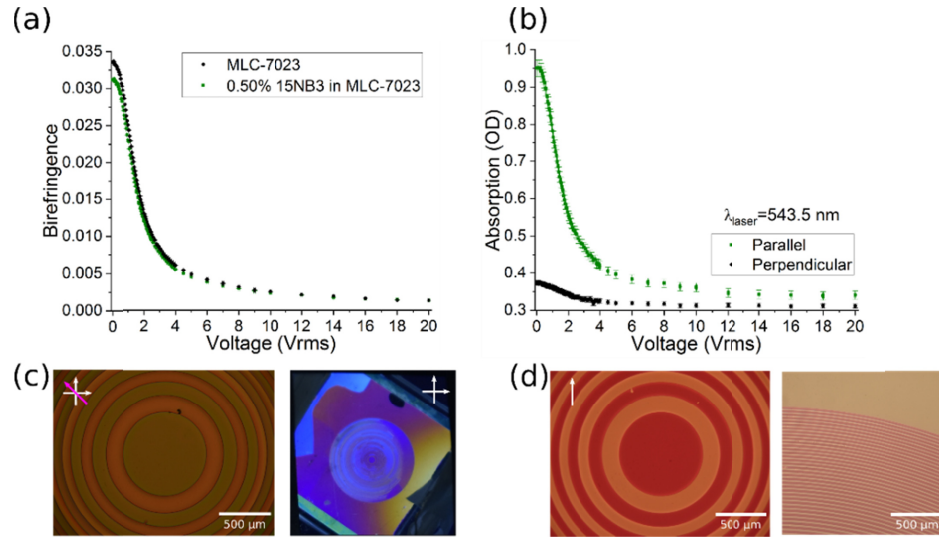 (a)
0.035
0.030
0.025
0.020
0.015
0.010
0.005
0.000
Birefringence
MLC-7023
0.50% 15NB3 in MLC-7023
0 2 4 6 8 10 12 14 16 18 20
Voltage (Vrms)
(b)
1.0
0.9
0.8
0.7
0.6
0.5
0.4
0.3
Absorption (OD)
λlaser=543.5 nm
Parallel
Perpendicular
0 2 4 6 8 10 12 14 16 18 20
Voltage (Vrms)
(c)
500 μm
(d)
500 μm
500 μm